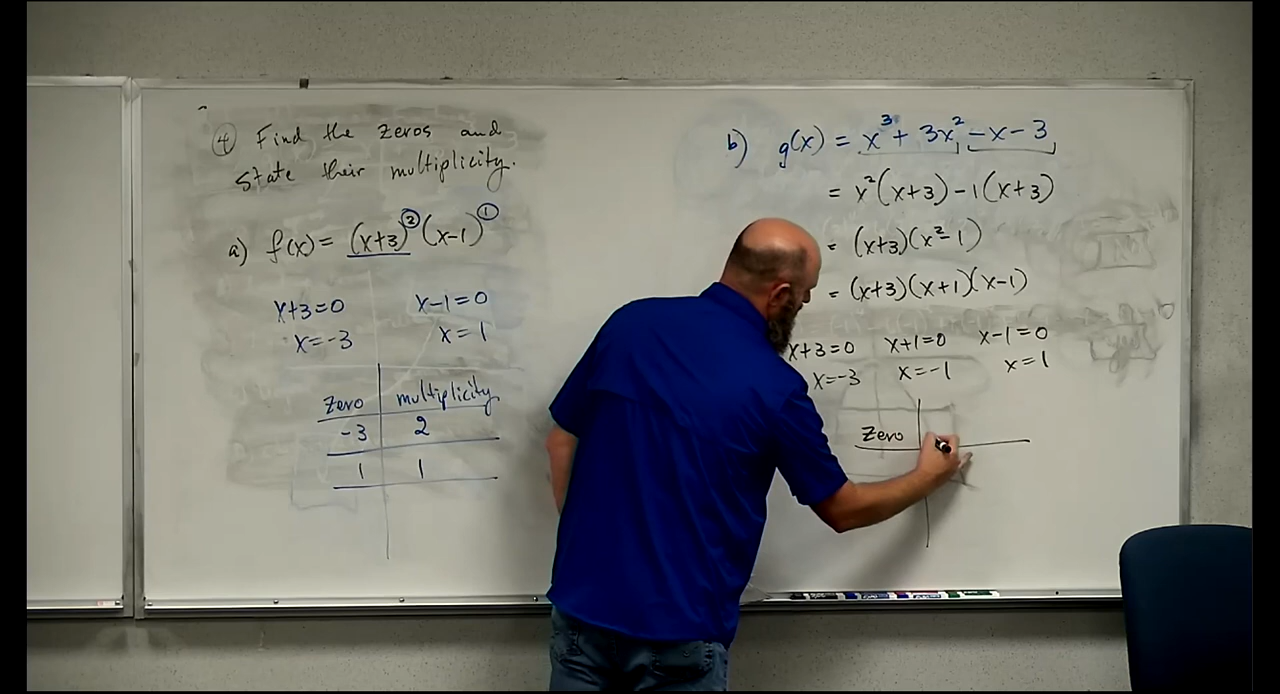 ④ Find the zeros and
state their multiplicity.
a) f(x) = (x+3)² (x-1)¹
x+3=0 x-1=0
x=-3 x=1
Zero multiplicity
-3 2
1 1
b) g(x) = x³ + 3x² - x - 3
= x²(x+3) - 1(x+3)
= (x+3)(x²-1)
= (x+3)(x+1)(x-1)
x+3=0 x+1=0 x-1=0
x=-3 x=-1 x=1
Zero